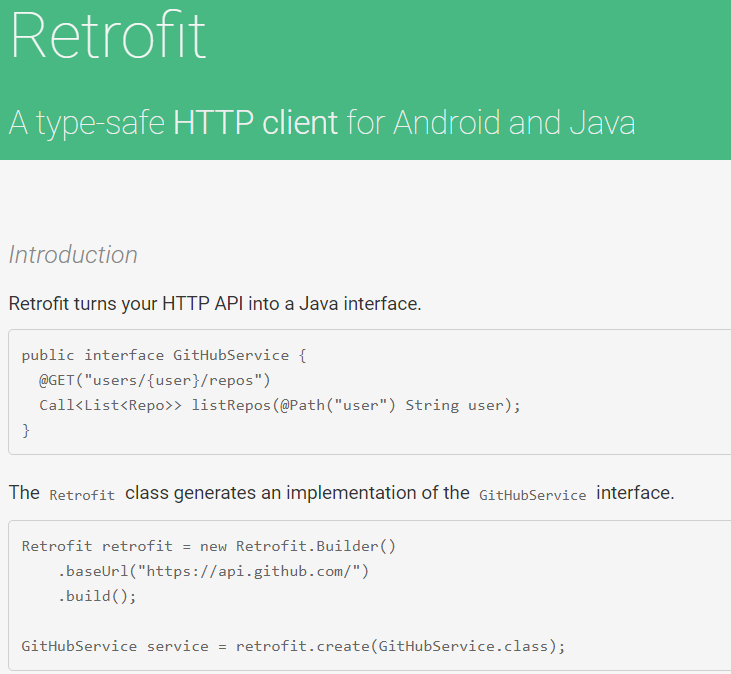 Retrofit
A type-safe HTTP client for Android and Java
Introduction
Retrofit turns your HTTP API into a Java interface.
public interface GitHubService {
  @GET("users/{user}/repos")
  Call<List<Repo>> listRepos(@Path("user") String user);
}
The Retrofit class generates an implementation of the GitHubService interface.
Retrofit retrofit = new Retrofit.Builder()
    .baseUrl("https://api.github.com/")
    .build();
GitHubService service = retrofit.create(GitHubService.class);